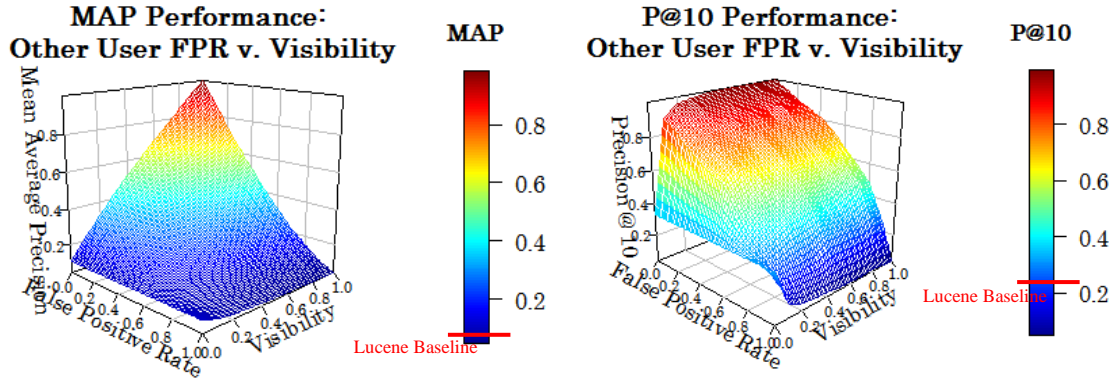 MAP Performance:
Other User FPR v. Visibility
MAP
Mean Average Precision
0.8
0.6
0.4
0.2
0.0
0.2
0.4
0.6
0.8
1.0
False Positive Rate
0.0
0.2
0.4
0.6
0.8
1.0
Visibility
0.8
0.6
0.4
0.2
Lucene Baseline
P@10 Performance:
Other User FPR v. Visibility
P@10
Precision @10
0.8
0.6
0.4
0.2
0.0
0.2
0.4
0.6
0.8
1.0
False Positive Rate
0.0
0.2
0.4
0.6
0.8
1.0
Visibility
0.8
0.6
0.4
0.2
Lucene Baseline